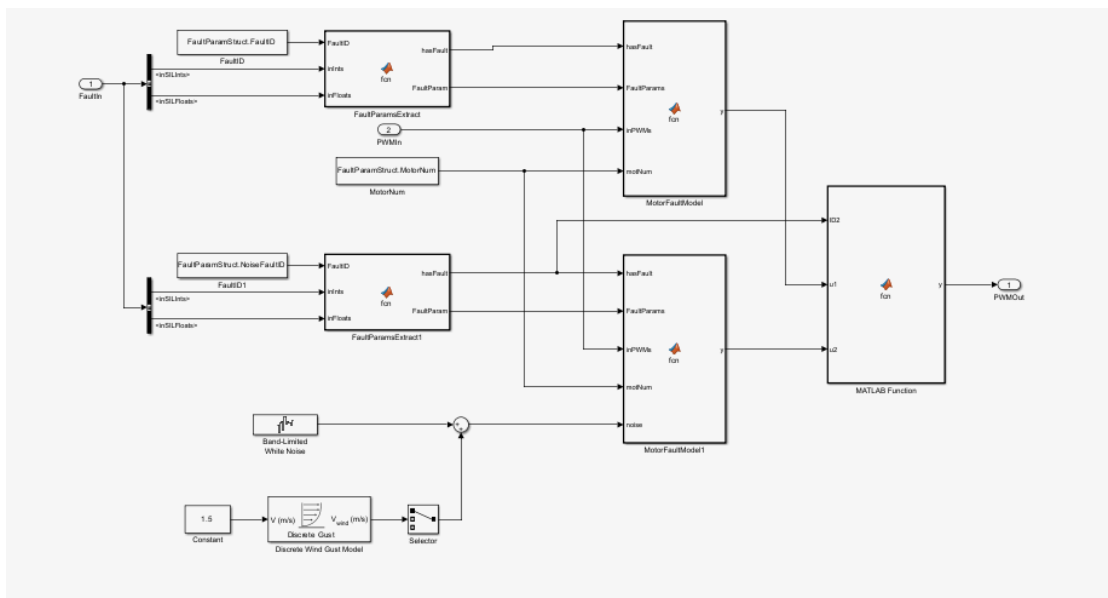 FaultParamStruct.FaultID
FaultID
1
FaultIn
<inSILInts>
<inSILFloats>
FaultID
inInts
inFloats
fcn
hasFault
FaultParam
FaultParamsExtract
2
PWMIn
FaultParamStruct.MotorNum
MotorNum
hasFault
FaultParams
inPWMs
motNum
fcn
y
MotorFaultModel
FaultParamStruct.NoiseFaultID
FaultID1
<inSILInts>
<inSILFloats>
FaultID
inInts
inFloats
fcn
hasFault
FaultParam
FaultParamsExtract1
hasFault
FaultParams
inPWMs
motNum
noise
fcn
y
MotorFaultModel1
u1
u2
fcn
y
MATLAB Function
1
PWMOut
Band-Limited
White Noise
1.5
Constant
V (m/s)
Vwind (m/s)
Discrete Gust
Discrete Wind Gust Model
Selector